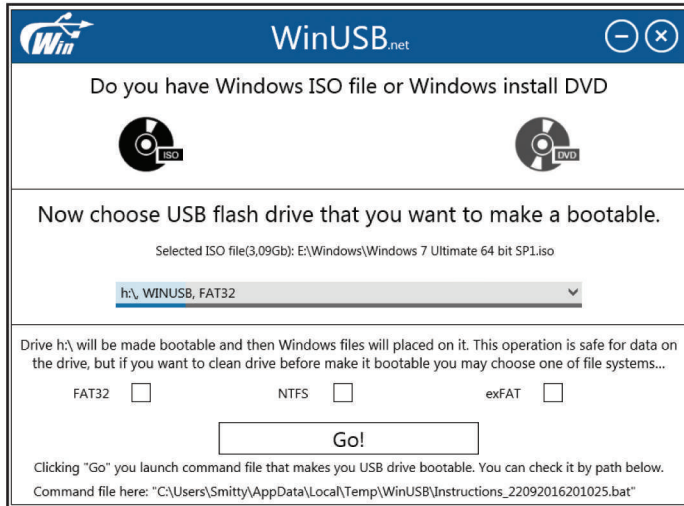 Win
WinUSB.net
Do you have Windows ISO file or Windows install DVD
ISO
DVD
Now choose USB flash drive that you want to make a bootable.
Selected ISO file(3,09Gb): E:\Windows\Windows 7 Ultimate 64 bit SP1.iso
h:\, WINUSB, FAT32
Drive h:\ will be made bootable and then Windows files will placed on it. This operation is safe for data on
the drive, but if you want to clean drive before make it bootable you may choose one of file systems...
FAT32 NTFS exFAT
Go!
Clicking "Go" you launch command file that makes you USB drive bootable. You can check it by path below.
Command file here: "C:\Users\Smitty\AppData\Local\Temp\WinUSB\Instructions_22092016201025.bat"